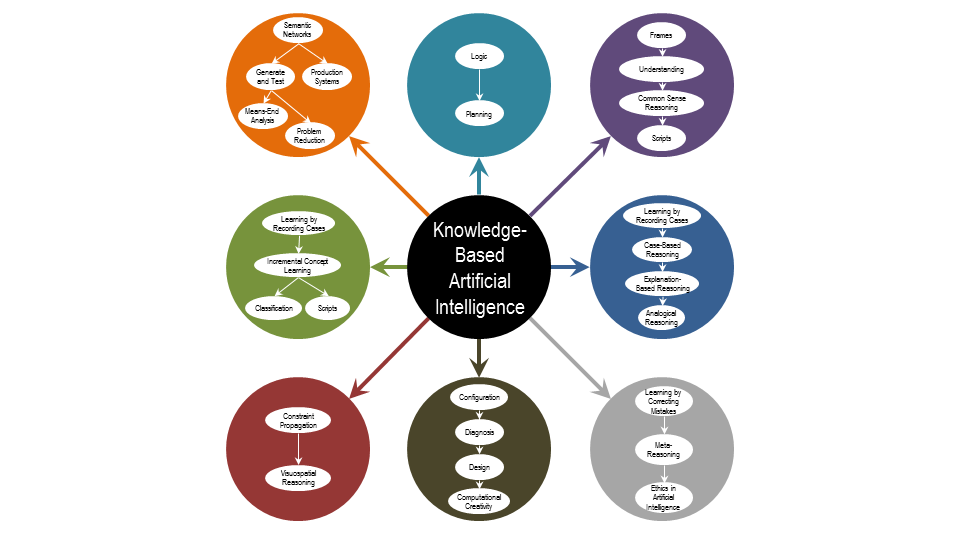 Semantic
Networks
Generate
and Test
Production
Systems
Means-End
Analysis
Problem
Reduction
Logic
Planning
Frames
Understanding
Common Sense
Reasoning
Scripts
Learning by
Recording Cases
Incremental Concept
Learning
Classification
Scripts
Knowledge-
Based
Artificial
Intelligence
Learning by
Recording Cases
Case-Based
Reasoning
Explanation-
Based Reasoning
Analogical
Reasoning
Constraint
Propagation
Visuospatial
Reasoning
Configuration
Diagnosis
Design
Computational
Creativity
Learning by
Correcting
Mistakes
Meta-
Reasoning
Ethics in
Artificial
Intelligence